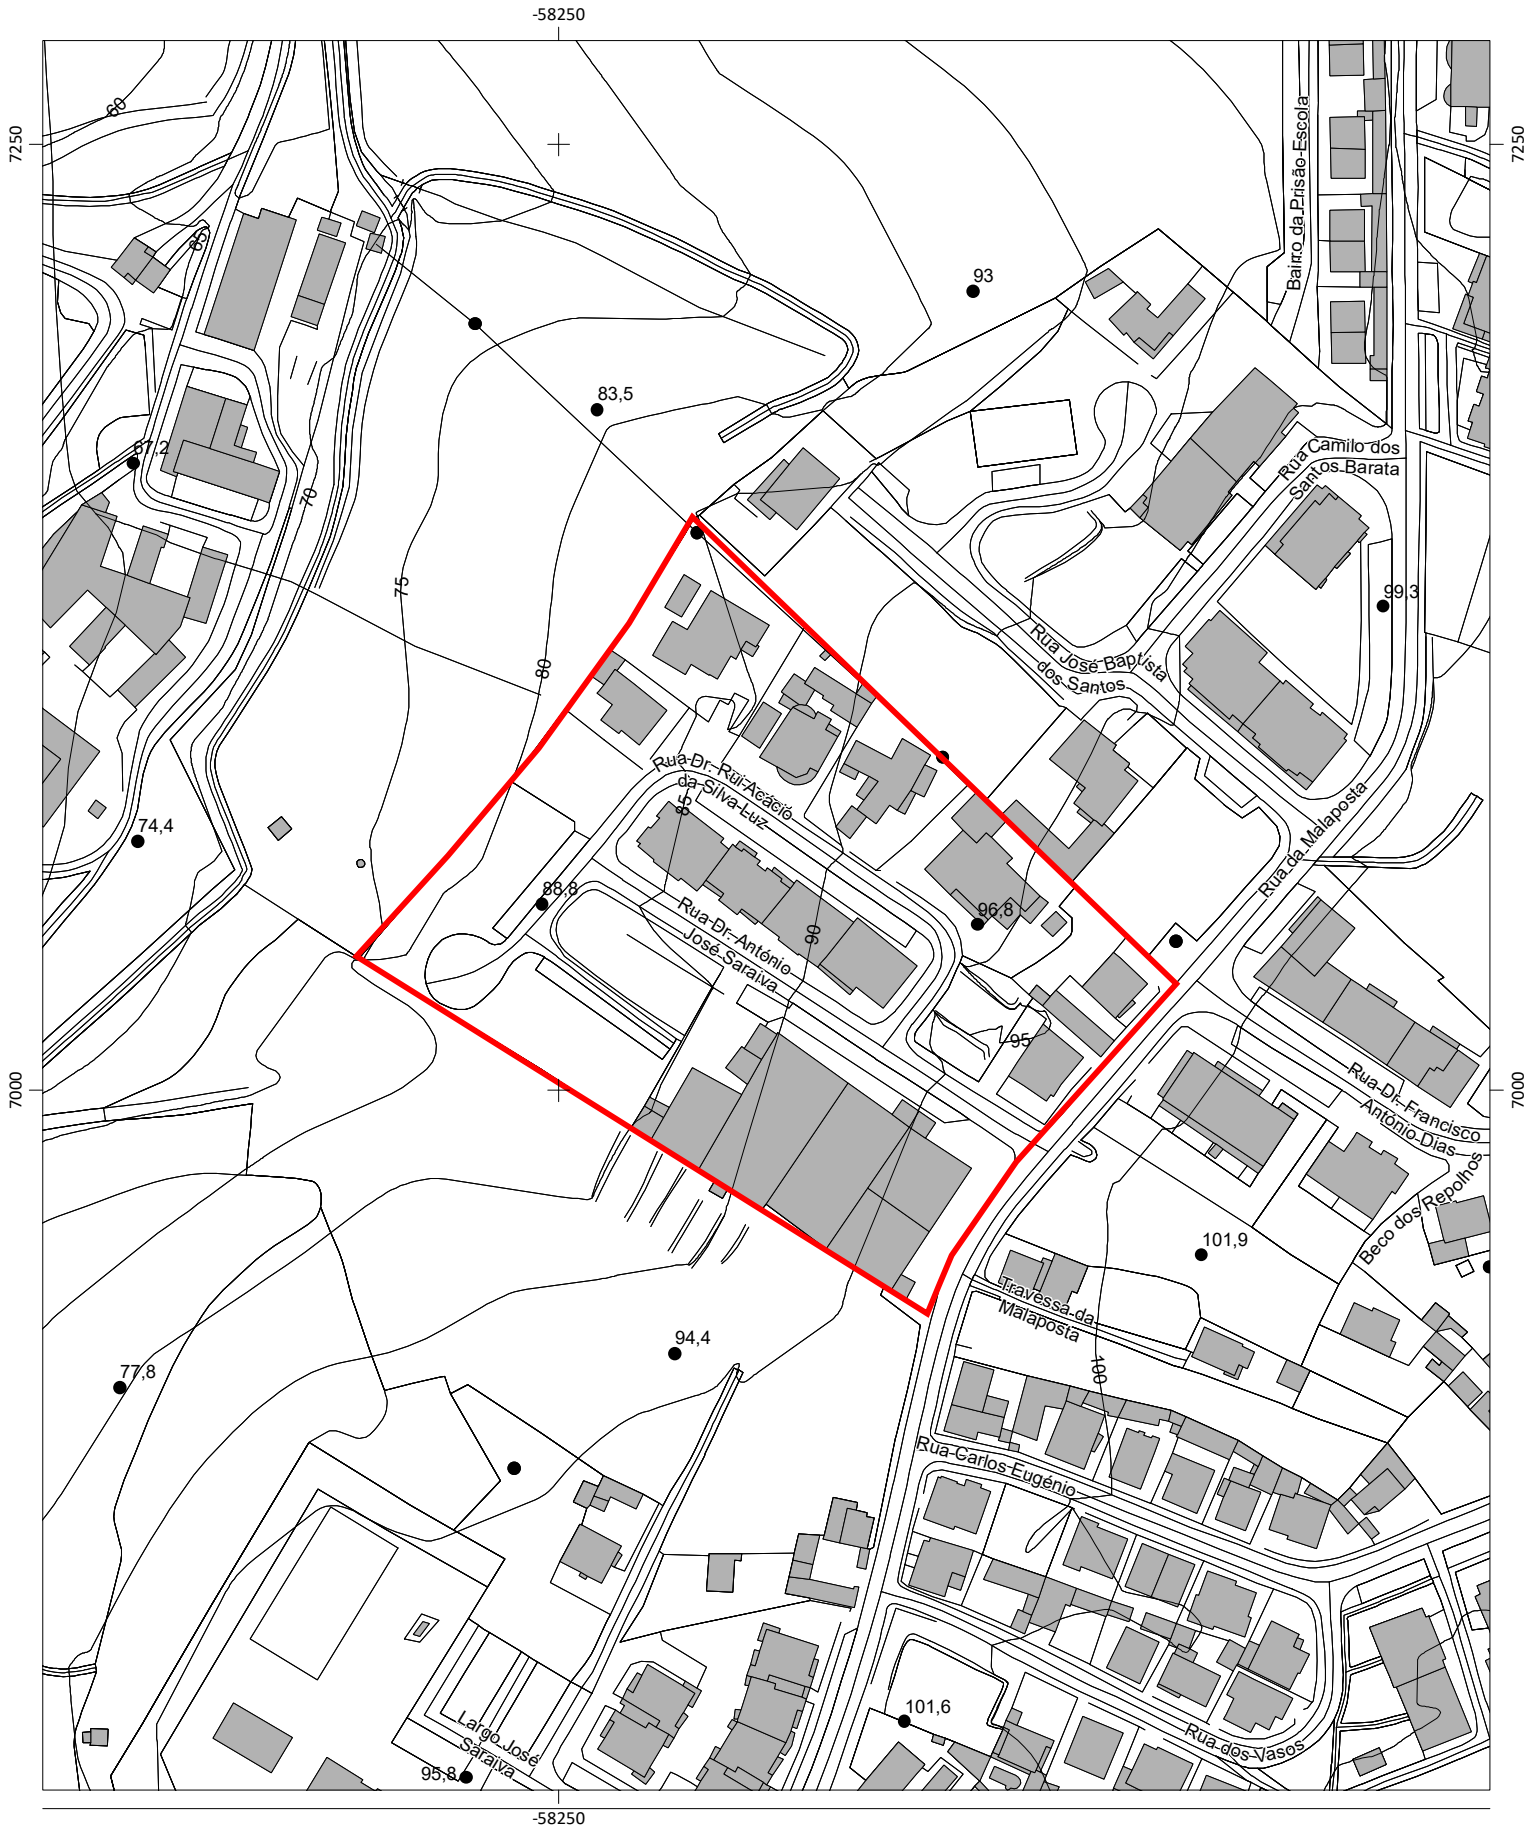 -58250
7250
7250
60
Bairro da Prisão-Escola
65
93
83,5
67,2
Rua Camilo dos
Santos Barata
70
75
99,3
Rua José Baptista
dos Santos
80
Rua Dr. Rui Acácio
da Silva Luz
85
Rua da Malaposta
74,4
88,8
Rua Dr. António
José Saraiva
90
96,8
95
7000
7000
Rua Dr. Francisco
António Dias
Beco dos Repolhos
101,9
Travessa da
Malaposta
94,4
100
77,8
Rua Carlos Eugénio
101,6
Largo José
Saraiva
Rua dos Vasos
95,8
-58250